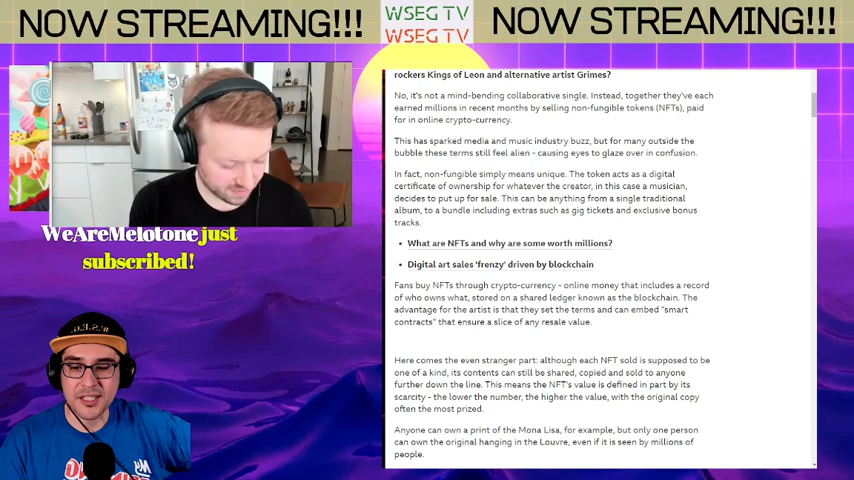 NOW STREAMING!!!
WSEG TV
WSEG TV
NOW STREAMING!!!
rockers Kings of Leon and alternative artist Grimes?
No, it's not a mind-bending collaborative single. Instead, together they've each
earned millions in recent months by selling non-fungible tokens (NFTs), paid
for in online crypto-currency.
This has sparked media and music industry buzz, but for many outside the
bubble these terms still feel alien - causing eyes to glaze over in confusion.
In fact, non-fungible simply means unique. The token acts as a digital
certificate of ownership for whatever the creator, in this case a musician,
decides to put up for sale. This can be anything from a single traditional
album, to a bundle including extras such as gig tickets and exclusive bonus
tracks.
• What are NFTs and why are some worth millions?
• Digital art sales 'frenzy' driven by blockchain
Fans buy NFTs through crypto-currency - online money that includes a record
of who owns what, stored on a shared ledger known as the blockchain. The
advantage for the artist is that they set the terms and can embed "smart
contracts" that ensure a slice of any resale value.
Here comes the even stranger part: although each NFT sold is supposed to be
one of a kind, its contents can still be shared, copied and sold to anyone
further down the line. This means the NFT's value is defined in part by its
scarcity - the lower the number, the higher the value, with the original copy
often the most prized.
Anyone can own a print of the Mona Lisa, for example, but only one person
can own the original hanging in the Louvre, even if it is seen by millions of
people.
WeAreMelotone just
subscribed!
W.S.E.G